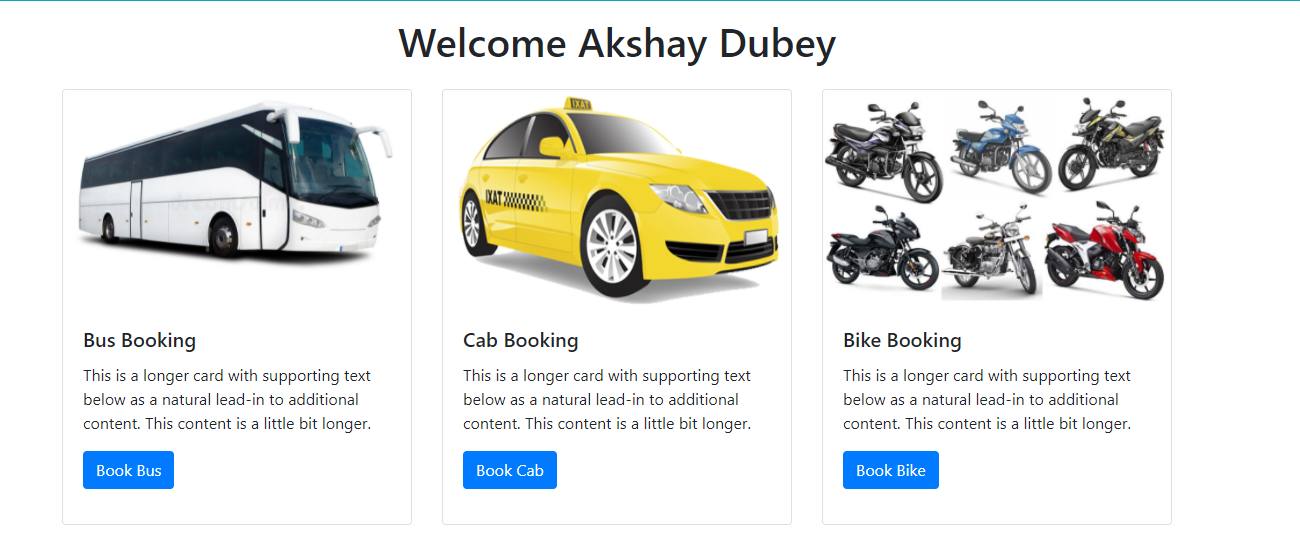 Welcome Akshay Dubey
IXAT
IXAT
Bus Booking
This is a longer card with supporting text
below as a natural lead-in to additional
content. This content is a little bit longer.
Book Bus
Cab Booking
This is a longer card with supporting text
below as a natural lead-in to additional
content. This content is a little bit longer.
Book Cab
Bike Booking
This is a longer card with supporting text
below as a natural lead-in to additional
content. This content is a little bit longer.
Book Bike